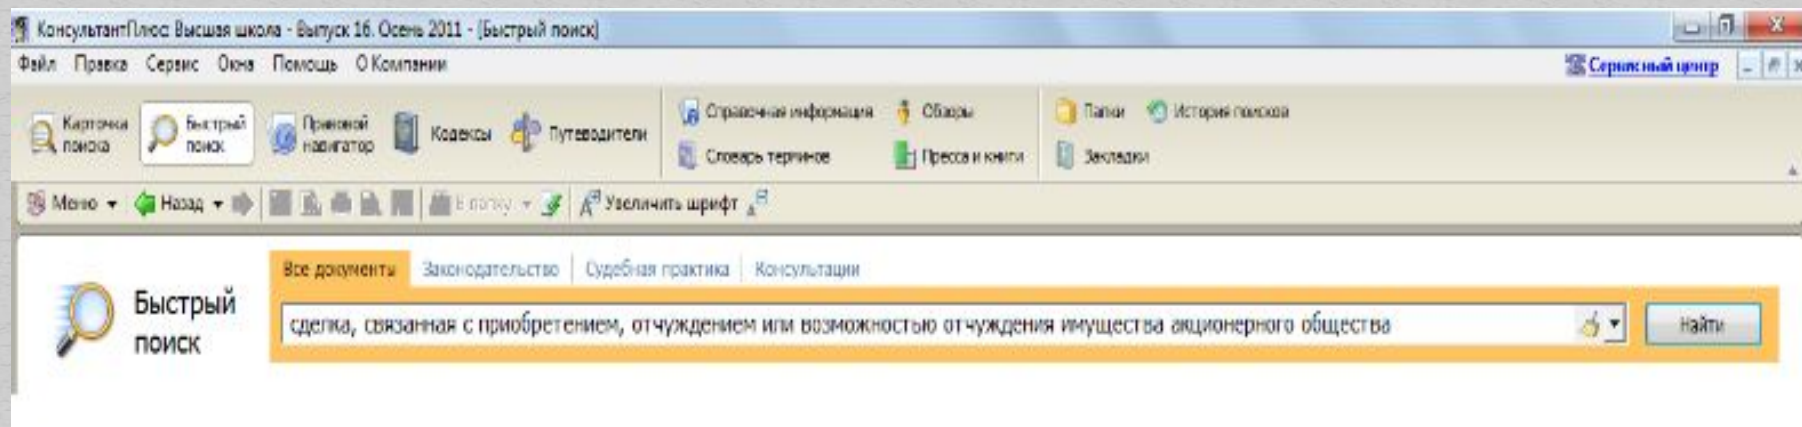 КонсультантПлюс: Высшая школа - Выпуск 16. Осень 2011 - [Быстрый поиск]
Файл Правка Сервис Окна Помощь О Компании Сервисный центр
Карточка поиска Быстрый поиск Правовой навигатор Кодексы Путеводители
Справочная информация Обзоры Папки История поисков
Словарь терминов Пресса и книги Закладки
Меню Назад В папку Увеличить шрифт
Все документы Законодательство Судебная практика Консультации
Быстрый
поиск
сделка, связанная с приобретением, отчуждением или возможностью отчуждения имущества акционерного общества Найти